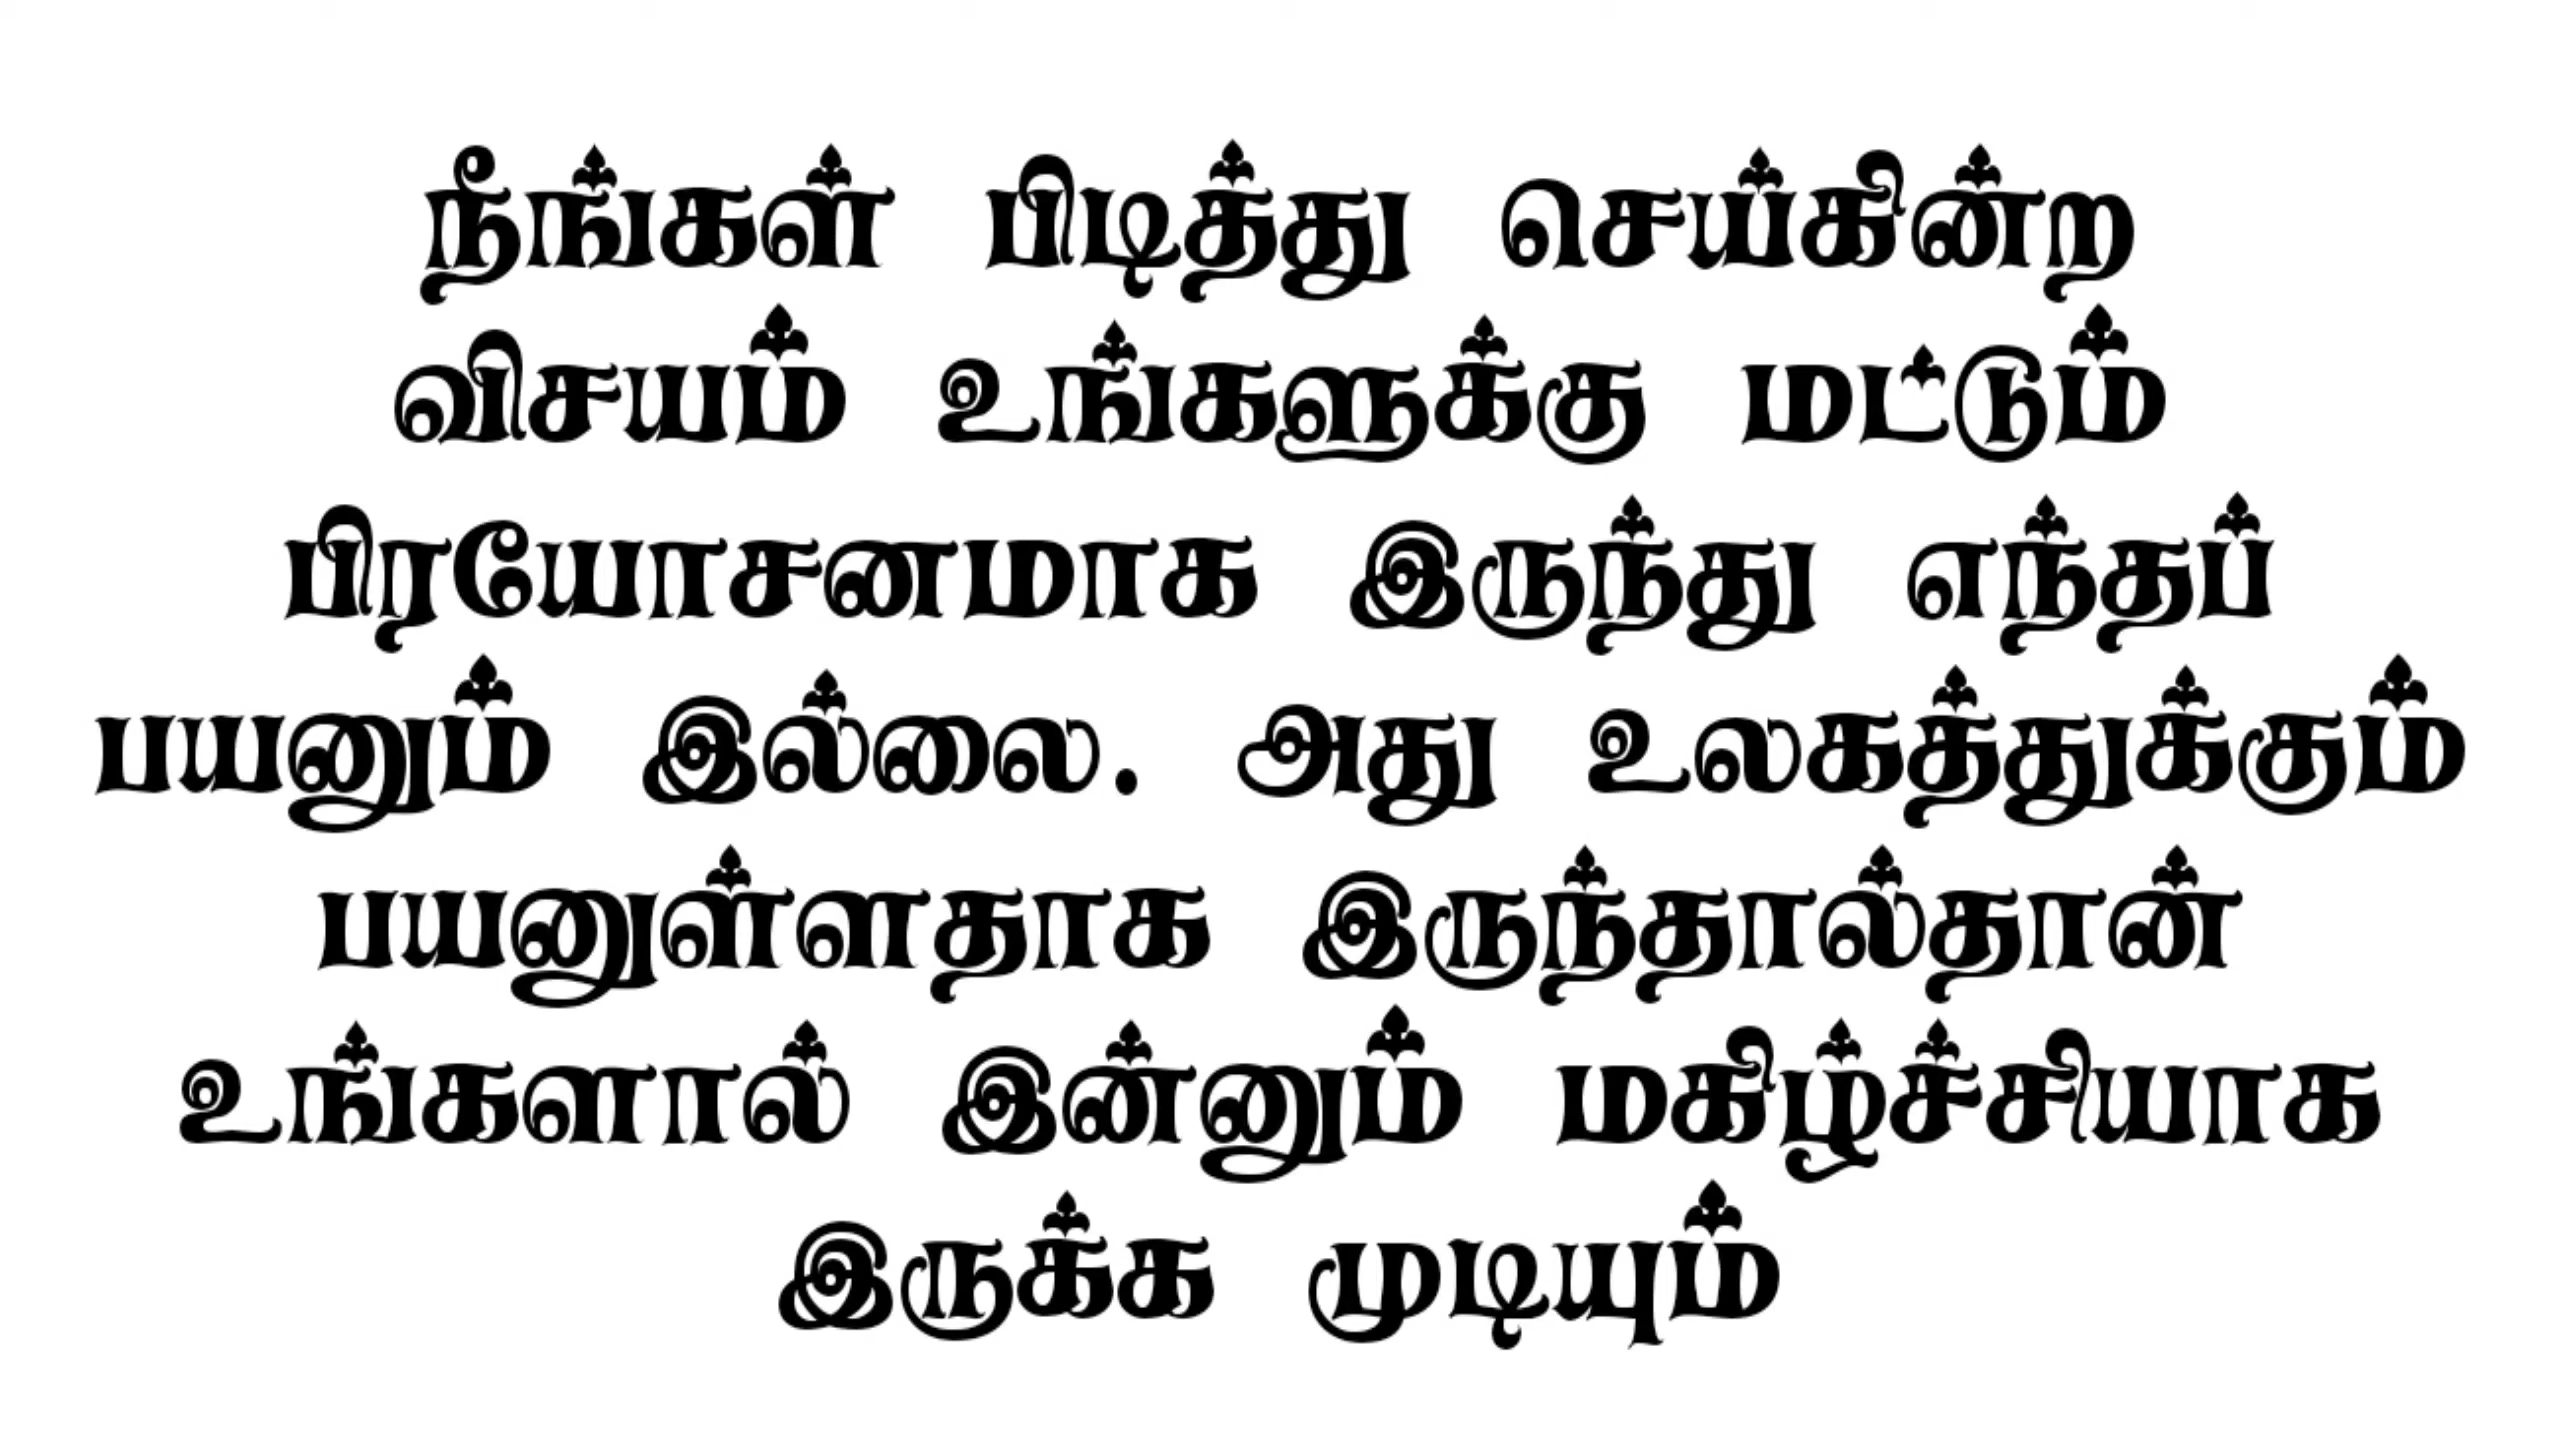 நீங்கள் பிடித்து செய்கின்ற
விசயம் உங்களுக்கு மட்டும்
பிரயோசனமாக இருந்து எந்தப்
பயனும் இல்லை. அது உலகத்துக்கும்
பயனுள்ளதாக இருந்தால்தான்
உங்களால் இன்னும் மகிழ்ச்சியாக
இருக்க முடியும்